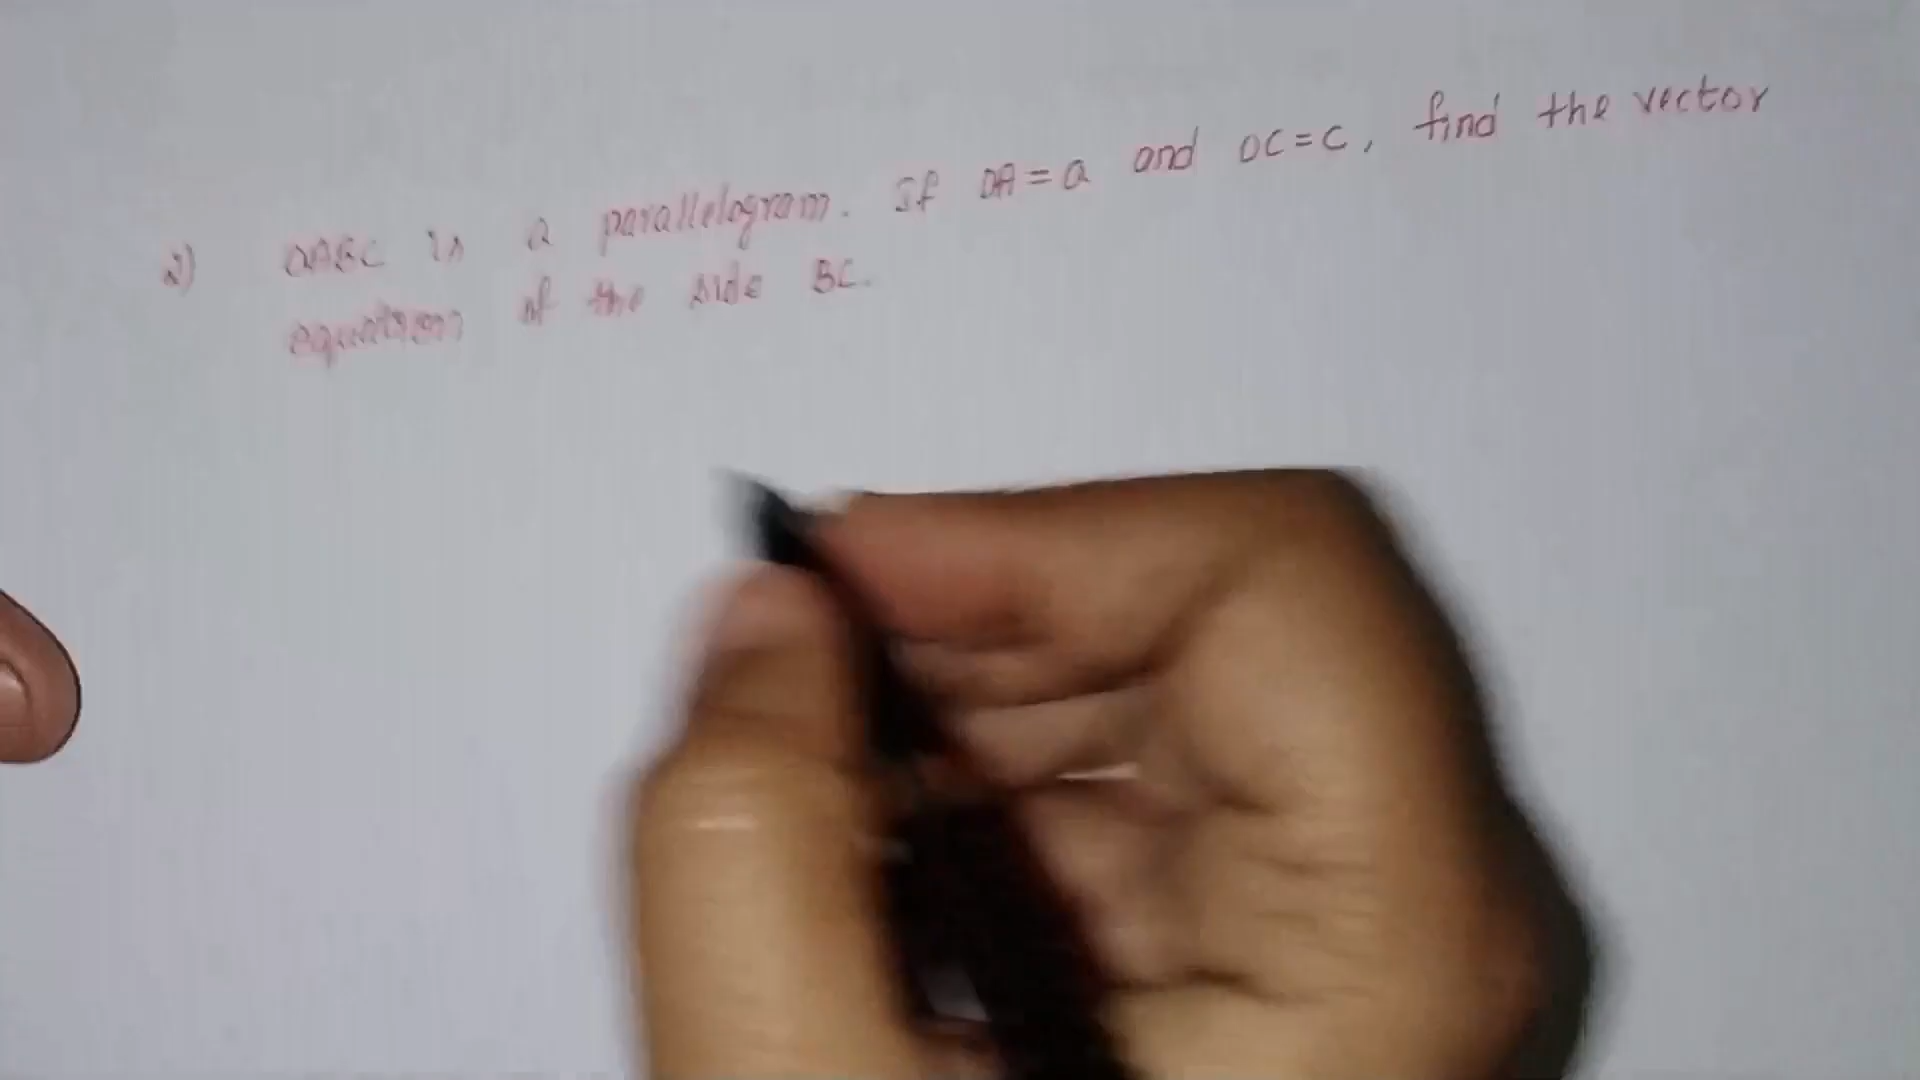 2) OABC is a parallelogram. If OA = a and OC = c, find the vector
equation of the side BC.